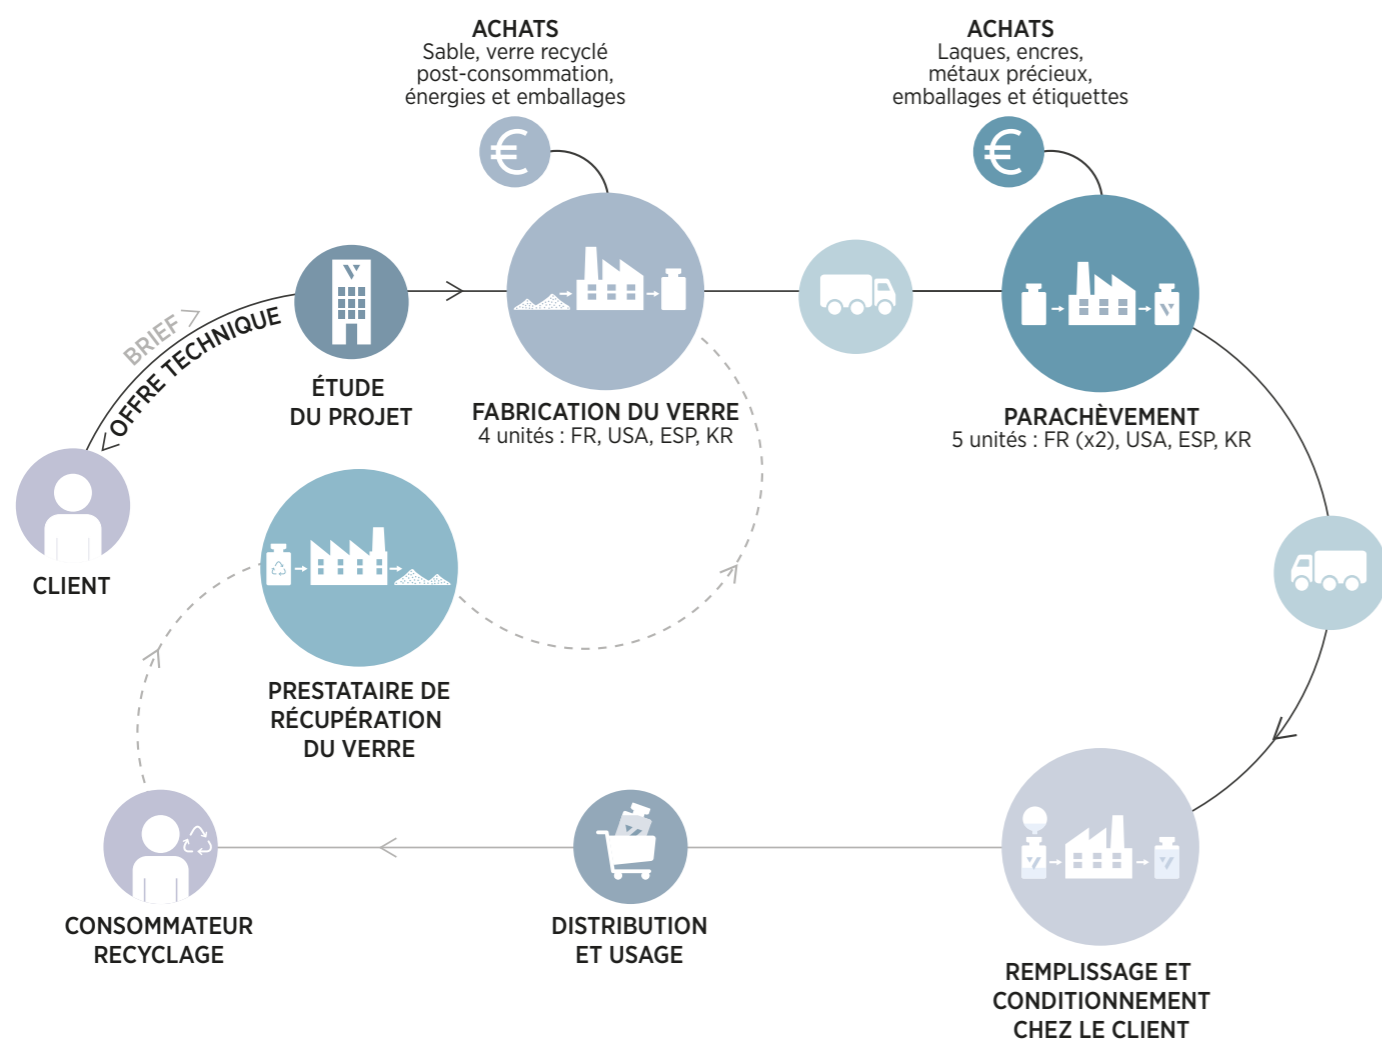 ACHATS
Sable, verre recyclé
post-consommation,
énergies et emballages
ACHATS
Laques, encres,
métaux précieux,
emballages et étiquettes
BRIEF
OFFRE TECHNIQUE
ÉTUDE
DU PROJET
FABRICATION DU VERRE
4 unités : FR, USA, ESP, KR
PARACHÈVEMENT
5 unités : FR (x2), USA, ESP, KR
CLIENT
PRESTATAIRE DE
RÉCUPÉRATION
DU VERRE
CONSOMMATEUR
RECYCLAGE
DISTRIBUTION
ET USAGE
REMPLISSAGE ET
CONDITIONNEMENT
CHEZ LE CLIENT